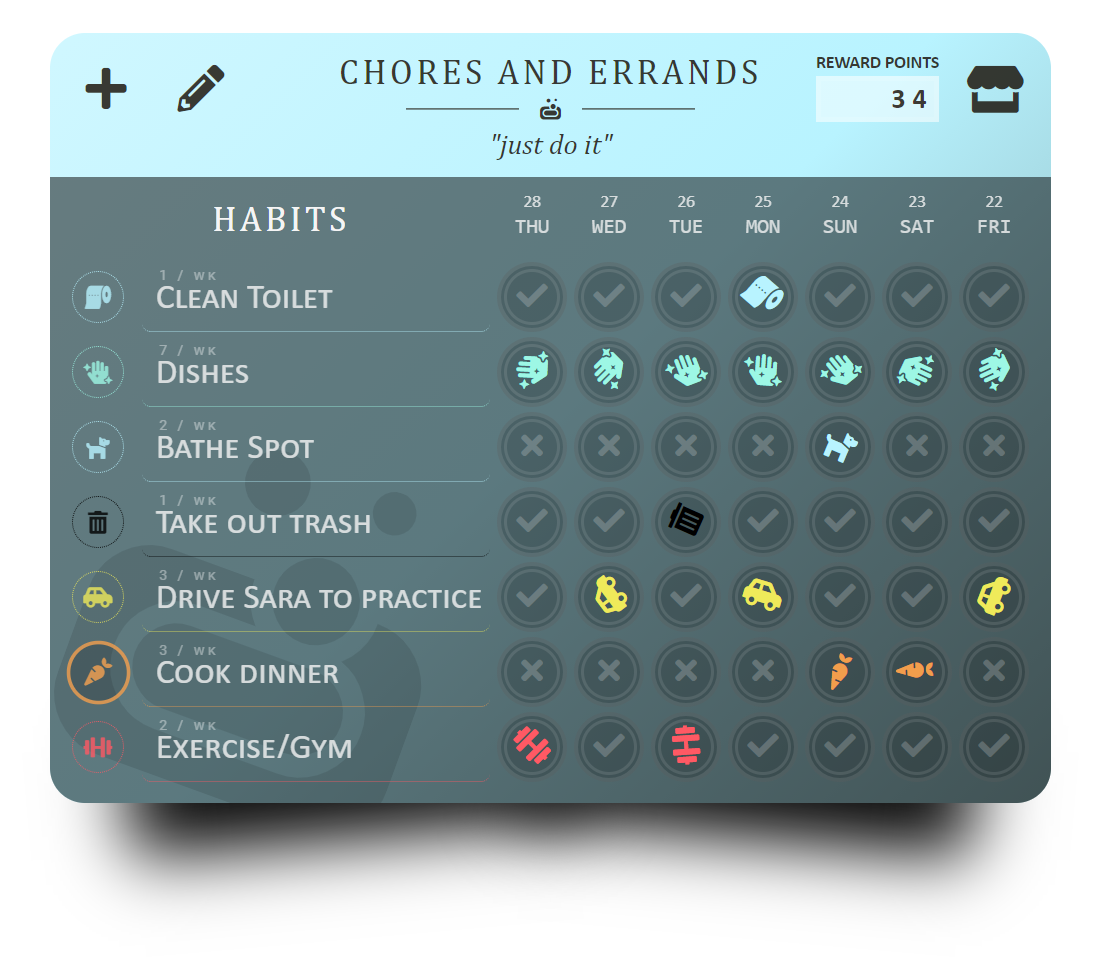 CHORES AND ERRANDS
"just do it"
REWARD POINTS
34
HABITS
28 27 26 25 24 23 22
THU WED TUE MON SUN SAT FRI
1 / WK
CLEAN TOILET
7 / WK
DISHES
2 / WK
BATHE SPOT
1 / WK
TAKE OUT TRASH
3 / WK
DRIVE SARA TO PRACTICE
3 / WK
COOK DINNER
2 / WK
EXERCISE/GYM